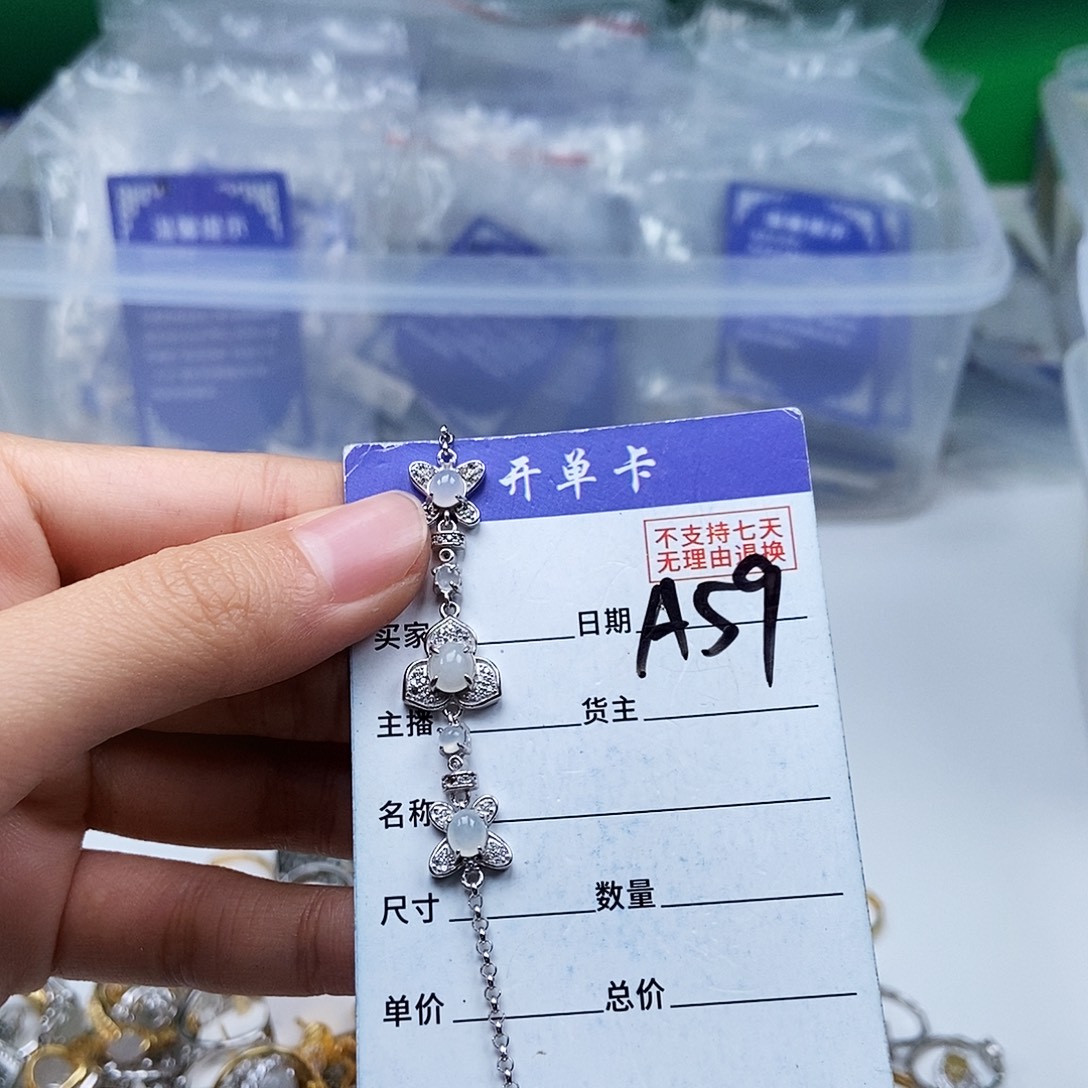 开单卡
不支持七天
无理由退换
买家 日期 A59
主播 货主
名称
尺寸 数量
单价 总价